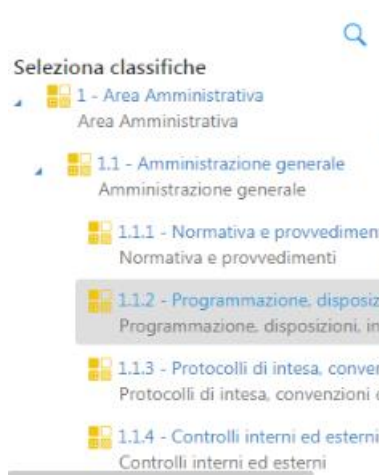 Seleziona classifiche
1 - Area Amministrativa
Area Amministrativa
1.1 - Amministrazione generale
Amministrazione generale
1.1.1 - Normativa e provvedimen
Normativa e provvedimenti
1.1.2 - Programmazione, disposiz
Programmazione, disposizioni, in
1.1.3 - Protocolli di intesa, conver
Protocolli di intesa, convenzioni
1.1.4 - Controlli interni ed esterni
Controlli interni ed esterni